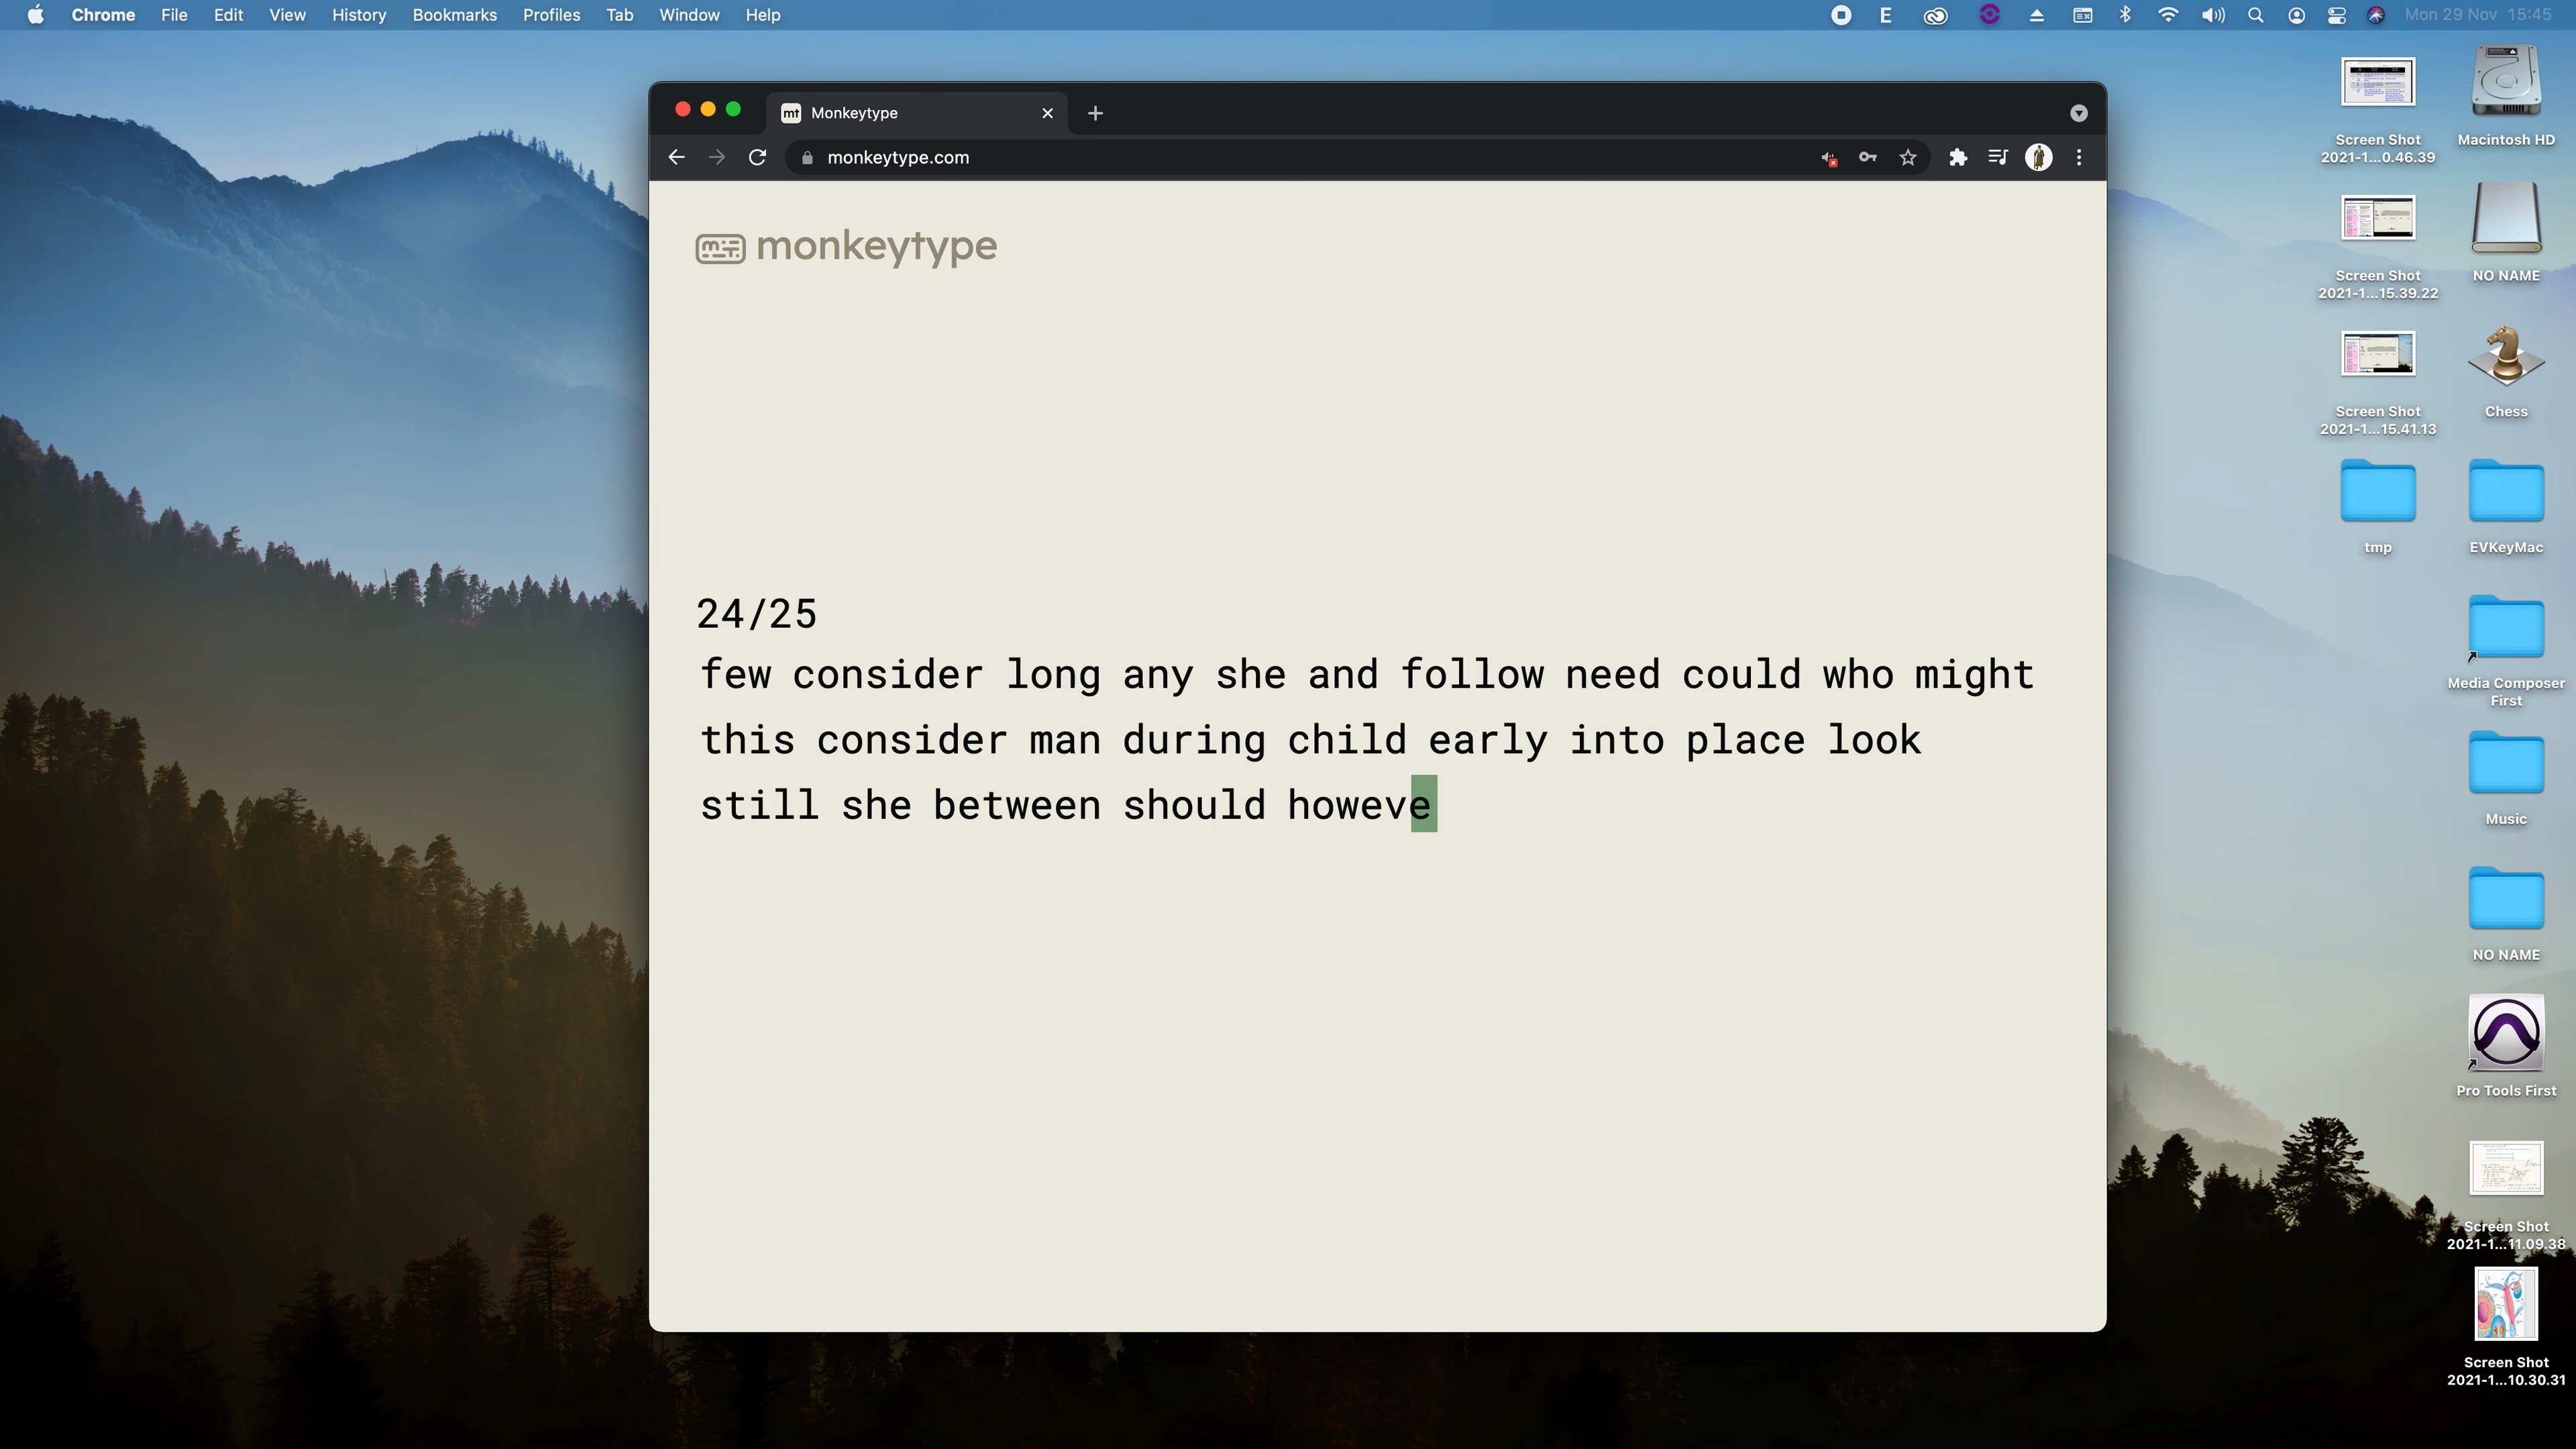 Chrome File Edit View History Bookmarks Profiles Tab Window Help
E
Mon 29 Nov 15:45
mt Monkeytype
monkeytype.com
monkeytype
24/25
few consider long any she and follow need could who might
this consider man during child early into place look
still she between should howeve
Screen Shot
2021-1...0.46.39
Macintosh HD
Screen Shot
2021-1...15.39.22
NO NAME
Screen Shot
2021-1...15.41.13
Chess
tmp
EVKeyMac
Media Composer
First
Music
NO NAME
Pro Tools First
Screen Shot
2021-1...11.09.38
Screen Shot
2021-1...10.30.31